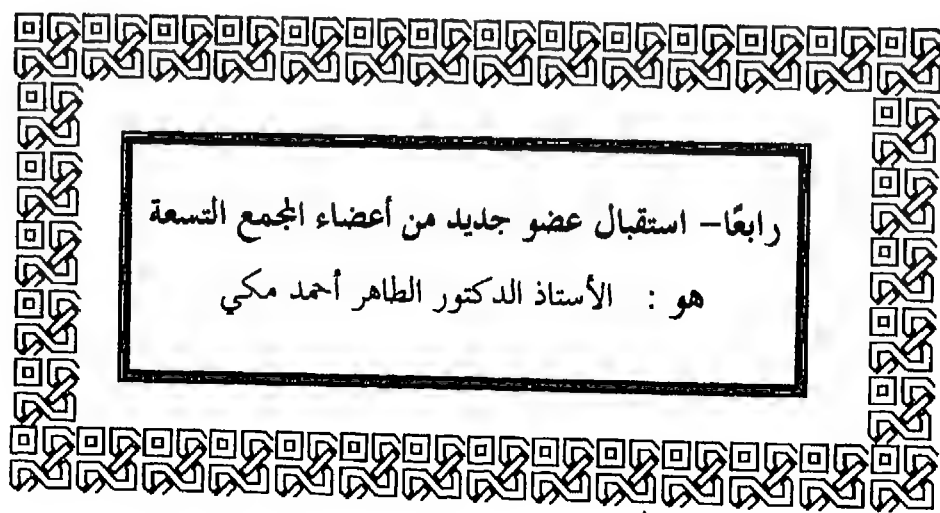 رابعًا– استقبال عضو جديد من أعضاء المجمع التسعة
هو : الأستاذ الدكتور الطاهر أحمد مكي